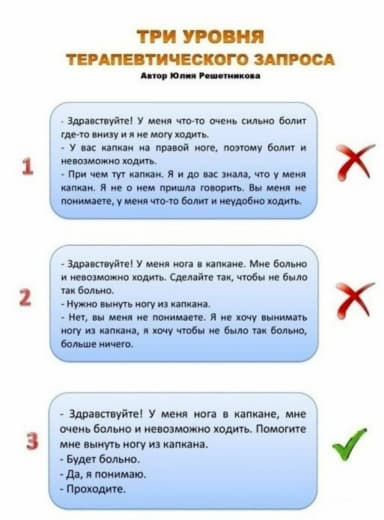 ТРИ УРОВНЯ
ТЕРАПЕВТИЧЕСКОГО ЗАПРОСА
Автор Юлия Решетникова
- Здравствуйте! У меня что-то очень сильно болит
где-то внизу и я не могу ходить.
- У вас капкан на правой ноге, поэтому болит и
невозможно ходить.
- При чем тут капкан. Я и до вас знала, что у меня
капкан. Я не о нем пришла говорить. Вы меня не
понимаете, у меня что-то болит и неудобно ходить.
1
- Здравствуйте! У меня нога в капкане. Мне больно
и невозможно ходить. Сделайте так, чтобы не было
так больно.
- Нужно вынуть ногу из капкана.
- Нет, вы меня не понимаете. Я не хочу вынимать
ногу из капкана, я хочу чтобы не было так больно,
больше ничего.
2
- Здравствуйте! У меня нога в капкане, мне
очень больно и невозможно ходить. Помогите
мне вынуть ногу из капкана.
- Будет больно.
- Да, я понимаю.
- Проходите.
3